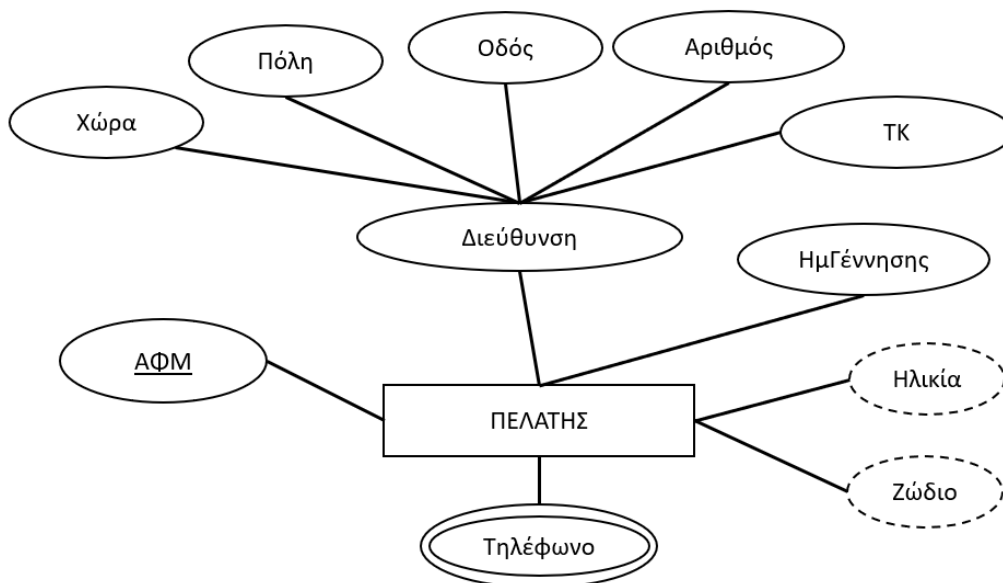 Χώρα
Πόλη
Οδός
Αριθμός
ΤΚ
Διεύθυνση
ΗμΓέννησης
ΑΦΜ
ΠΕΛΑΤΗΣ
Ηλικία
Ζώδιο
Τηλέφωνο